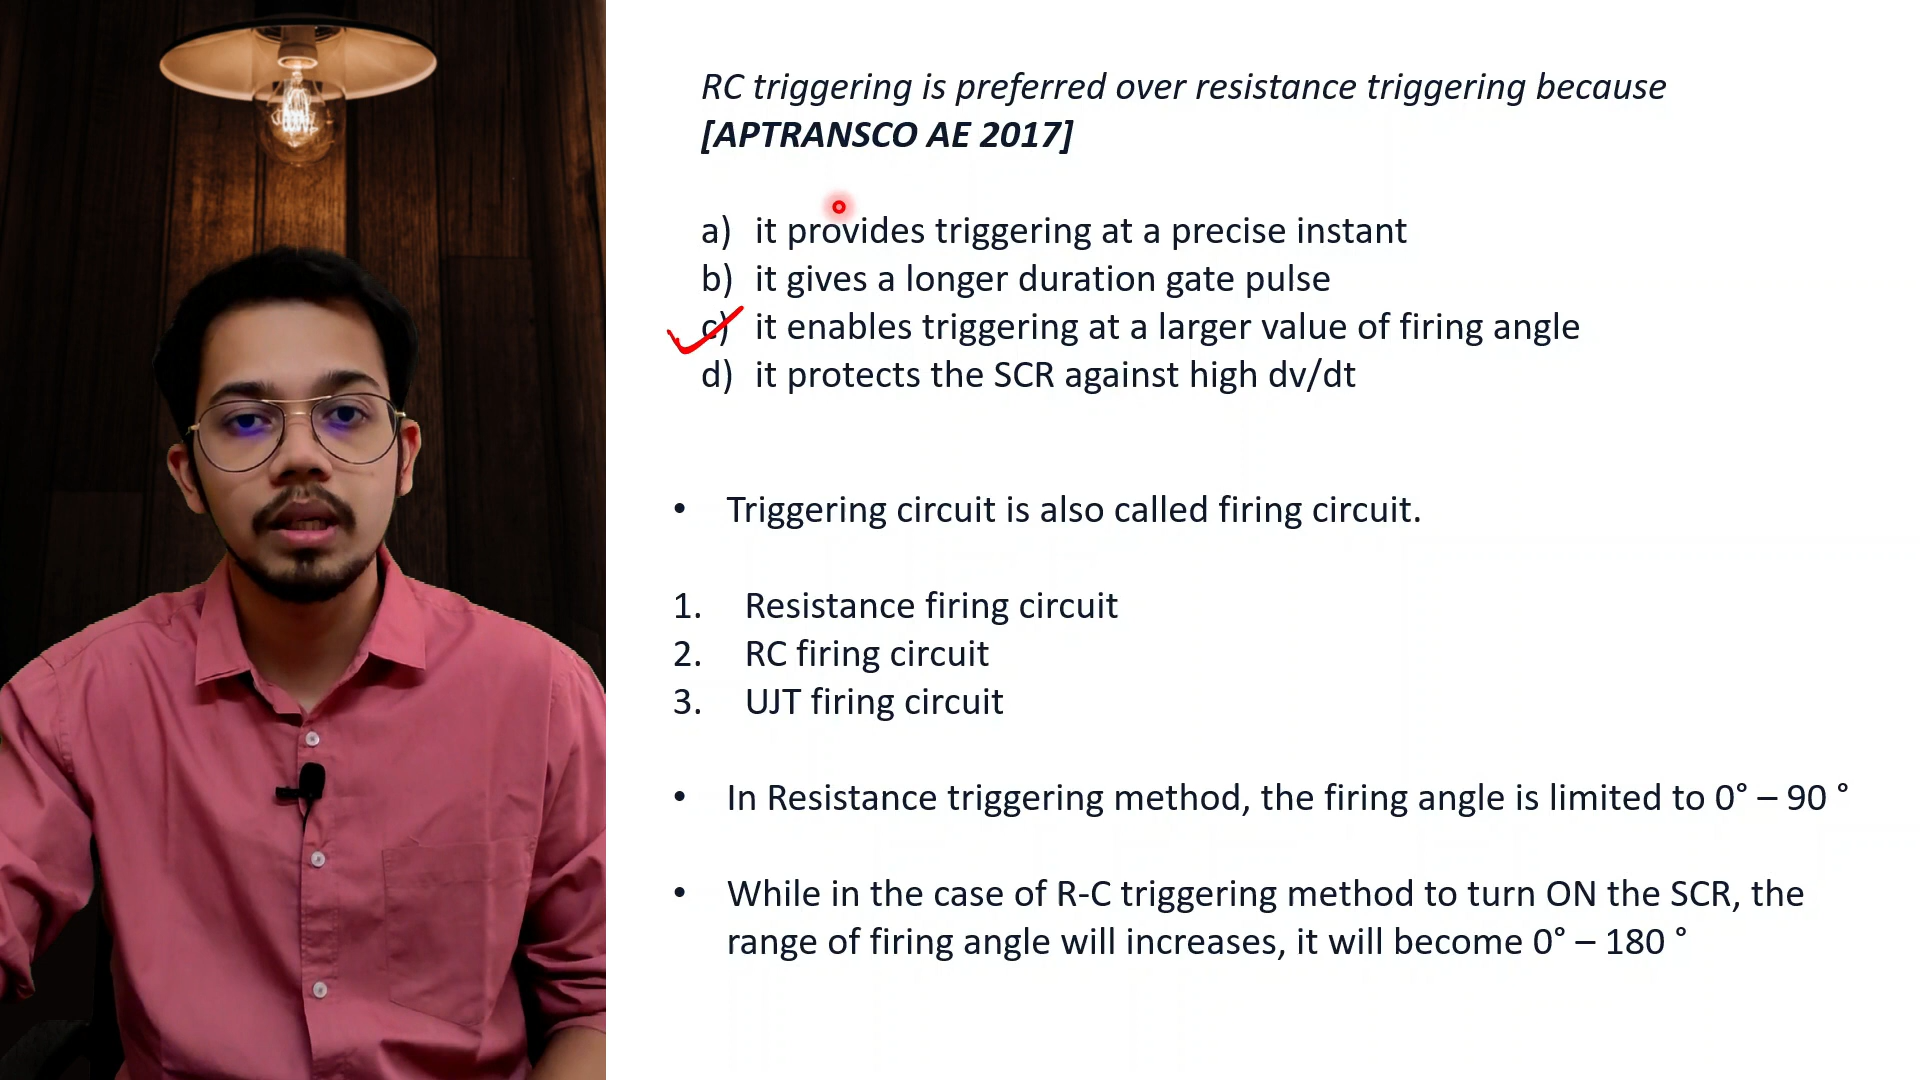 RC triggering is preferred over resistance triggering because
[APTRANSCO AE 2017]
a) it provides triggering at a precise instant
b) it gives a longer duration gate pulse
c) it enables triggering at a larger value of firing angle
d) it protects the SCR against high dv/dt
• Triggering circuit is also called firing circuit.
1. Resistance firing circuit
2. RC firing circuit
3. UJT firing circuit
• In Resistance triggering method, the firing angle is limited to 0° – 90 °
• While in the case of R-C triggering method to turn ON the SCR, the
range of firing angle will increases, it will become 0° – 180 °